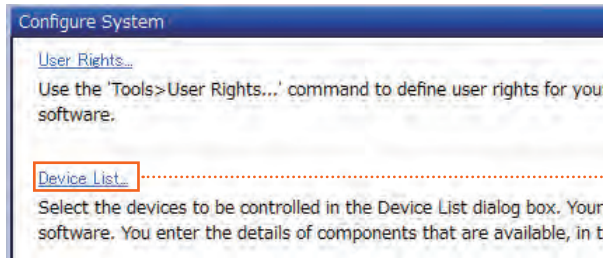 Configure System
User Rights...
Use the 'Tools>User Rights...' command to define user rights for your
software.
Device List...
Select the devices to be controlled in the Device List dialog box. Your
software. You enter the details of components that are available, in t